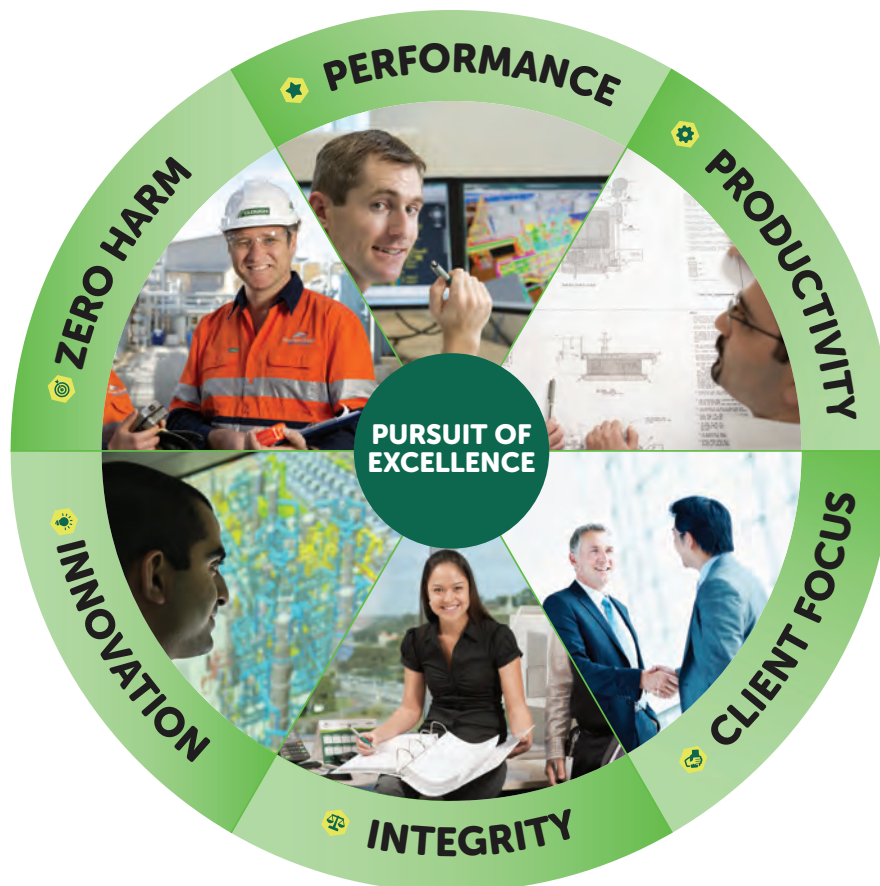 PERFORMANCE
PRODUCTIVITY
CLIENT FOCUS
INTEGRITY
INNOVATION
ZERO HARM
PURSUIT OF
EXCELLENCE